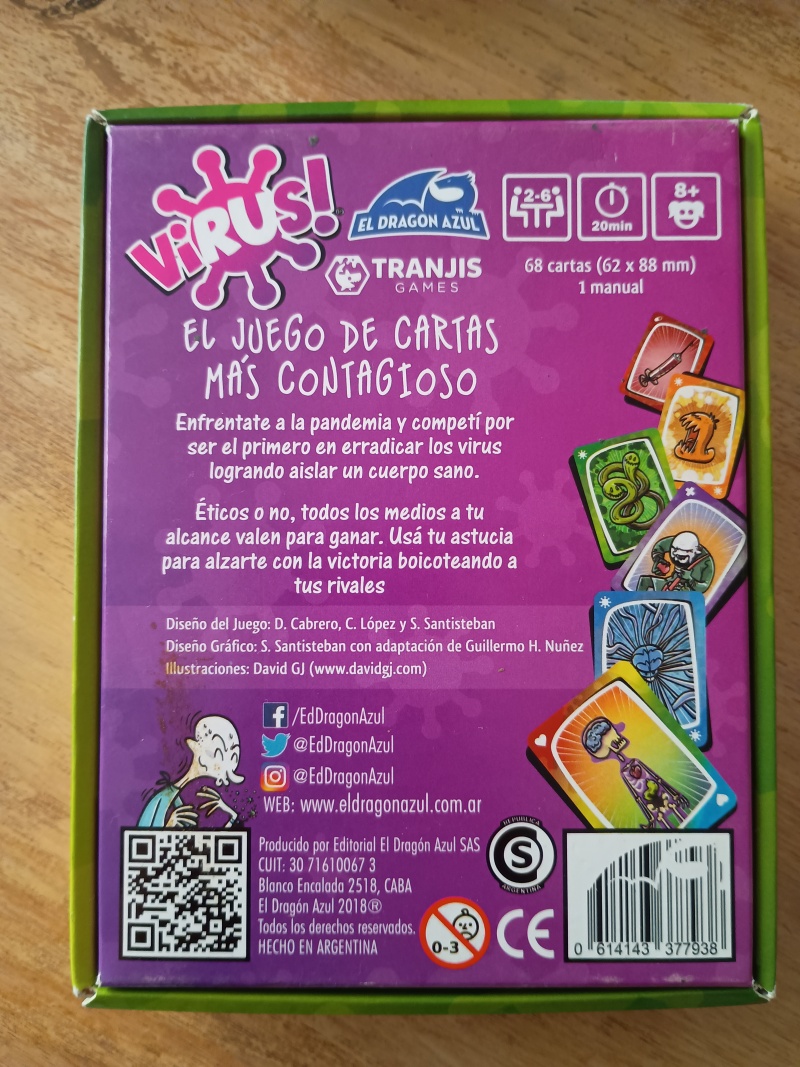 ViRUS!
EL DRAGON AZUL
2-6
20min
8+
TRANJIS
GAMES
68 cartas (62 x 88 mm)
1 manual
EL JUEGO DE CARTAS
MÁS CONTAGIOSO
Enfrentate a la pandemia y competí por
ser el primero en erradicar los virus
logrando aislar un cuerpo sano.
Éticos o no, todos los medios a tu
alcance valen para ganar. Usá tu astucia
para alzarte con la victoria boicoteando a
tus rivales
Diseño del Juego: D. Cabrero, C. López y S. Santisteban
Diseño Gráfico: S. Santisteban con adaptación de Guillermo H. Nuñez
Illustraciones: David GJ (www.davidgj.com)
/EdDragonAzul
@EdDragonAzul
@EdDragonAzul
WEB: www.eldragonazul.com.ar
Producido por Editorial El Dragón Azul SAS
CUIT: 30 71610067 3
Blanco Encalada 2518, CABA
El Dragón Azul 2018®
Todos los derechos reservados.
HECHO EN ARGENTINA
REPUBLICA
S
ARGENTINA
0-3
CE
0 614143 377938